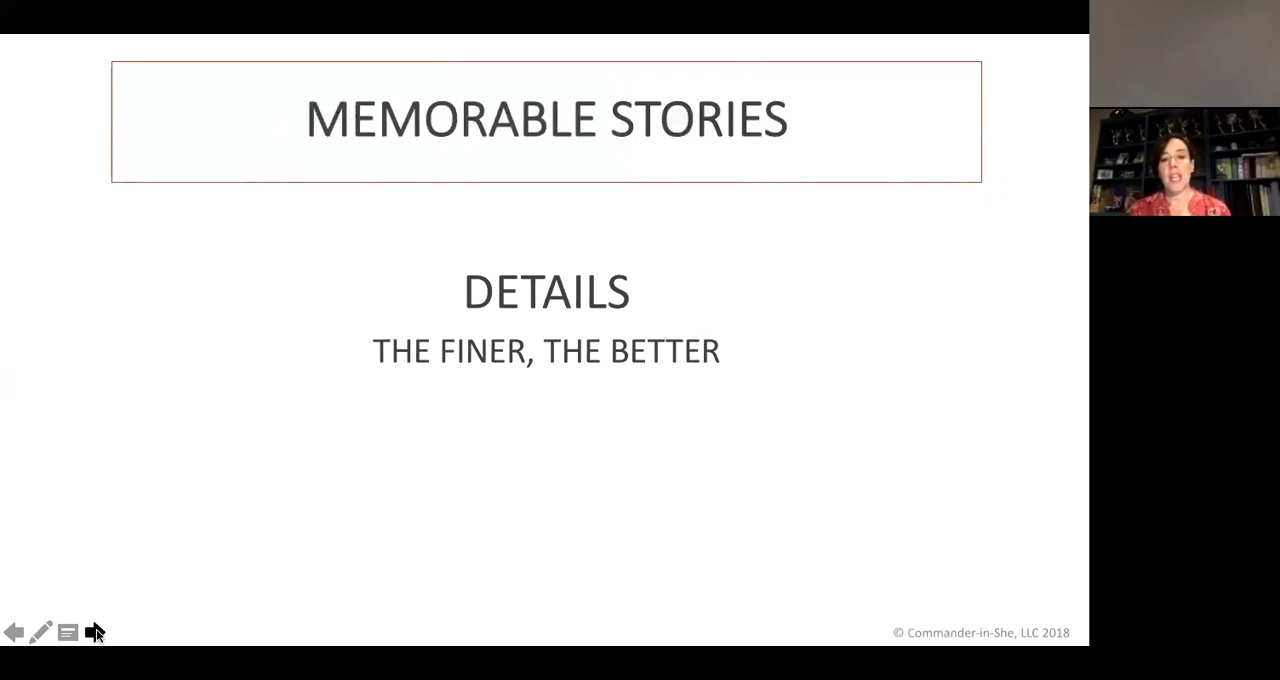 MEMORABLE STORIES
DETAILS
THE FINER, THE BETTER
© Commander-in-She, LLC 2018